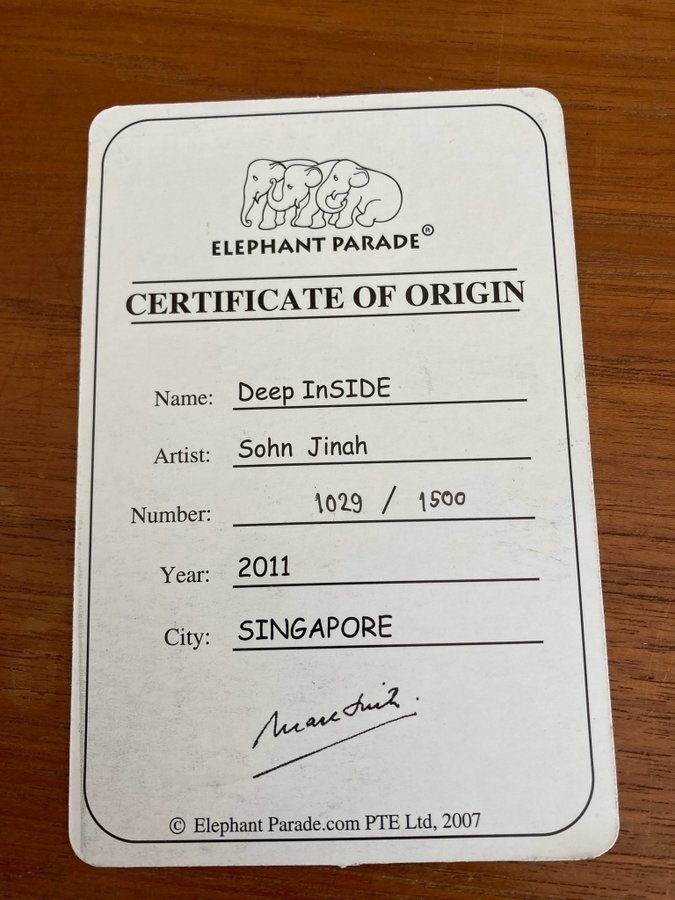 ELEPHANT PARADE®
CERTIFICATE OF ORIGIN
Name: Deep InSIDE
Artist: Sohn Jinah
Number: 1029 / 1500
Year: 2011
City: SINGAPORE
© Elephant Parade.com PTE Ltd, 2007